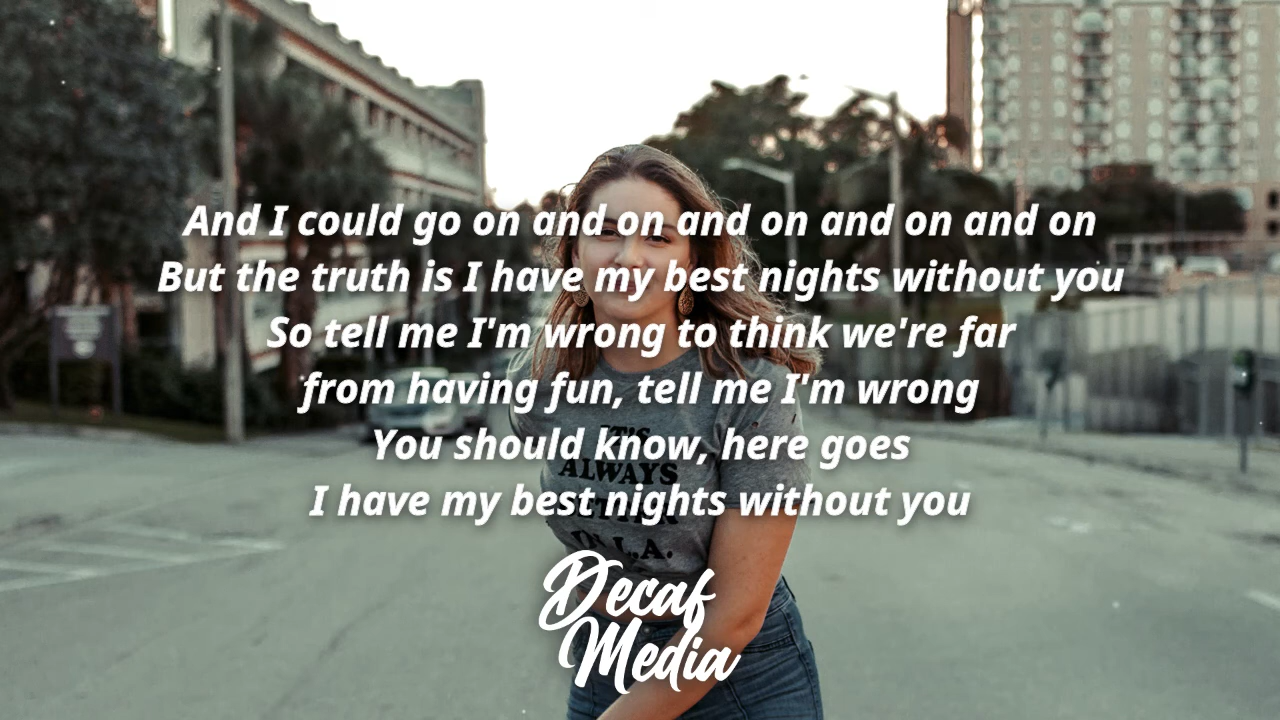 And I could go on and on and on and on and on
But the truth is I have my best nights without you
So tell me I'm wrong to think we're far
from having fun, tell me I'm wrong
You should know, here goes
I have my best nights without you
IT'S
ALWAYS
L.A.
Decaf
Media